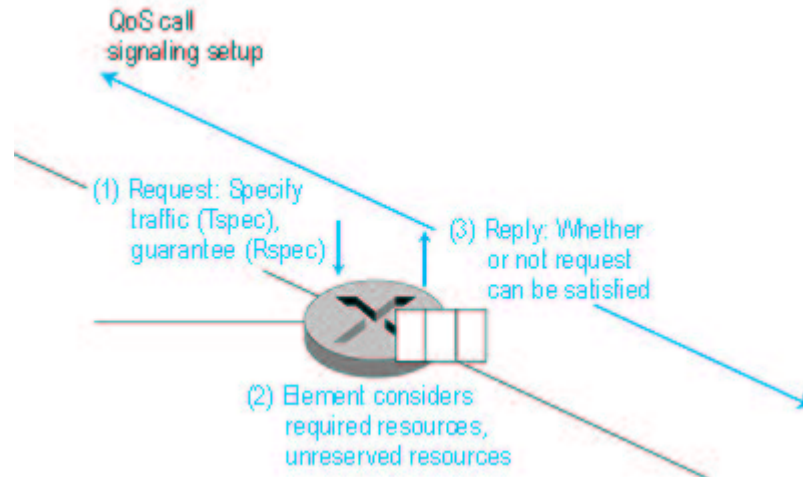 QoS call
signaling setup
(1) Request: Specify
traffic (Tspec),
guarantee (Rspec)
(3) Reply: Whether
or not request
can be satisfied
(2) Element considers
required resources,
unreserved resources